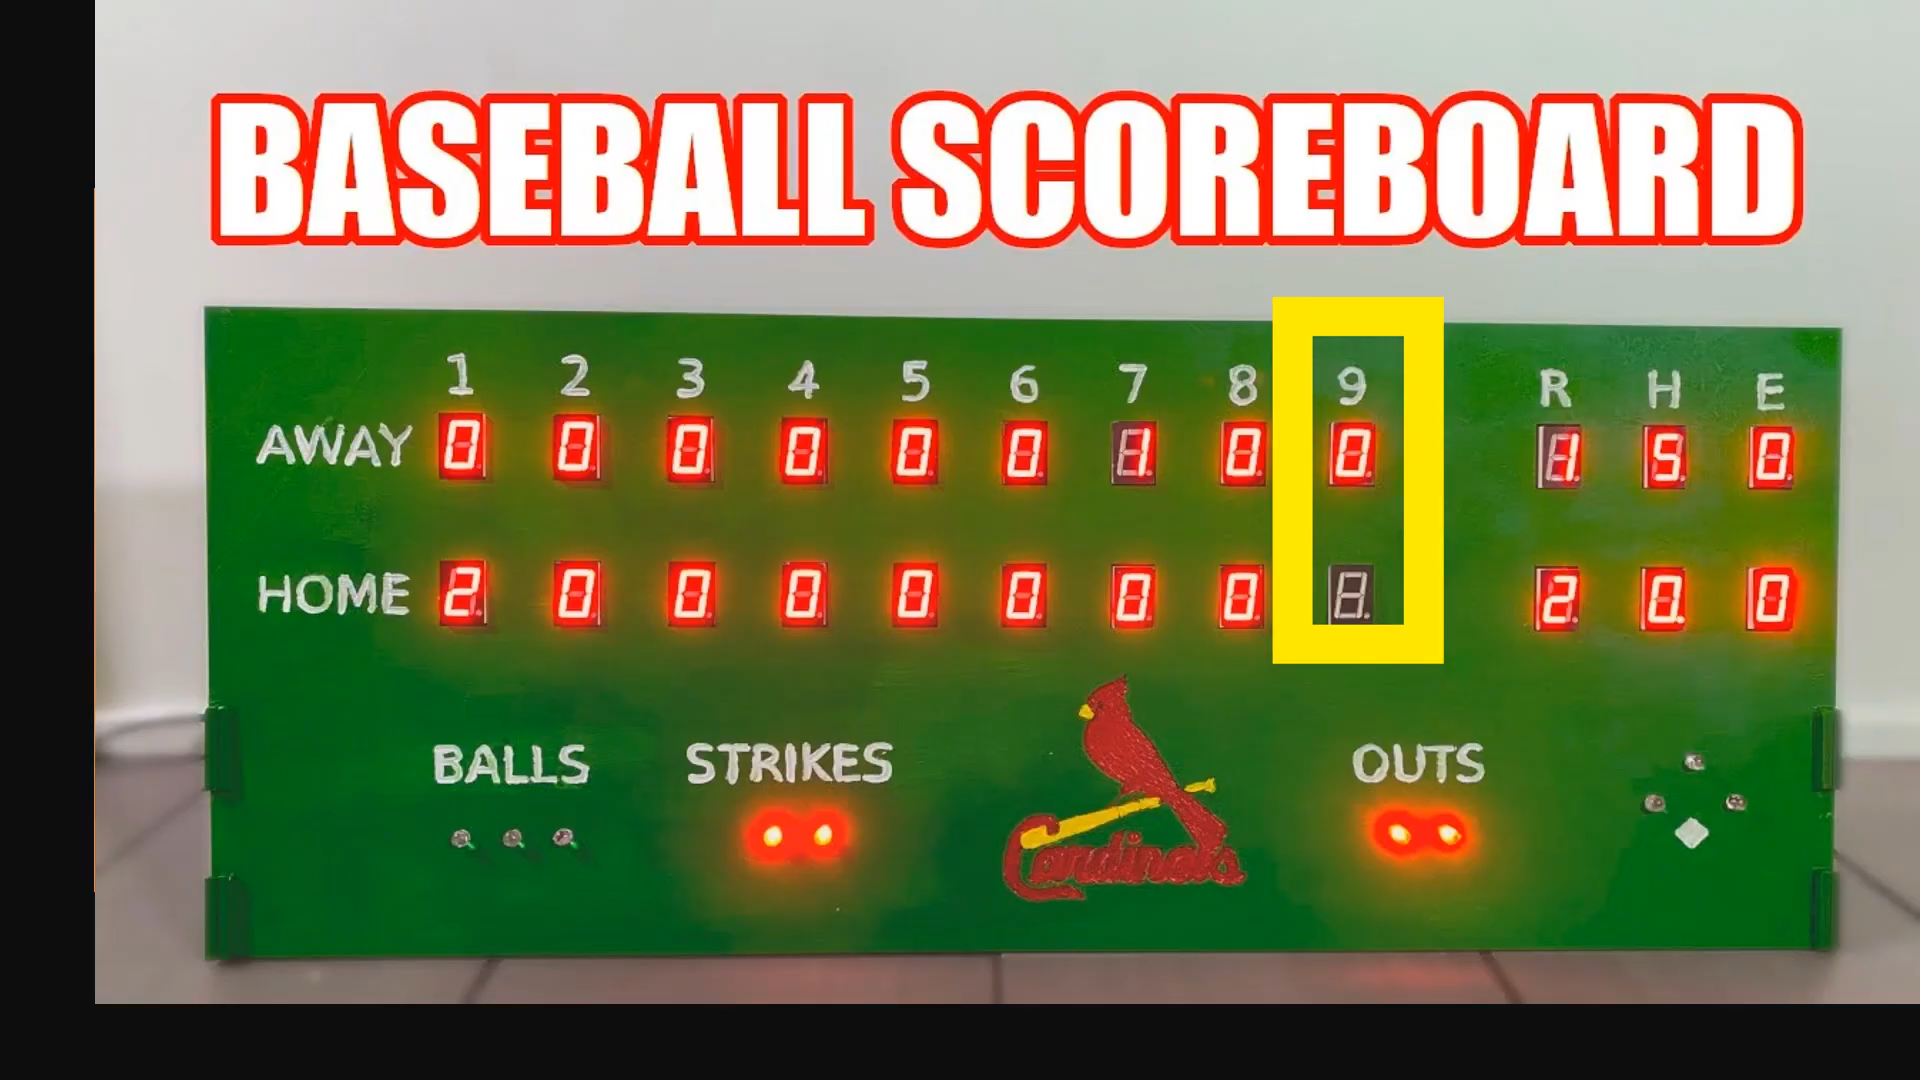 BASEBALL SCOREBOARD
1 2 3 4 5 6 7 8 9 R H E
AWAY 0 0 0 0 0 0 1 0 0 1 5 0
HOME 2 0 0 0 0 0 0 0 2 0 0
BALLS STRIKES OUTS
Cardinals